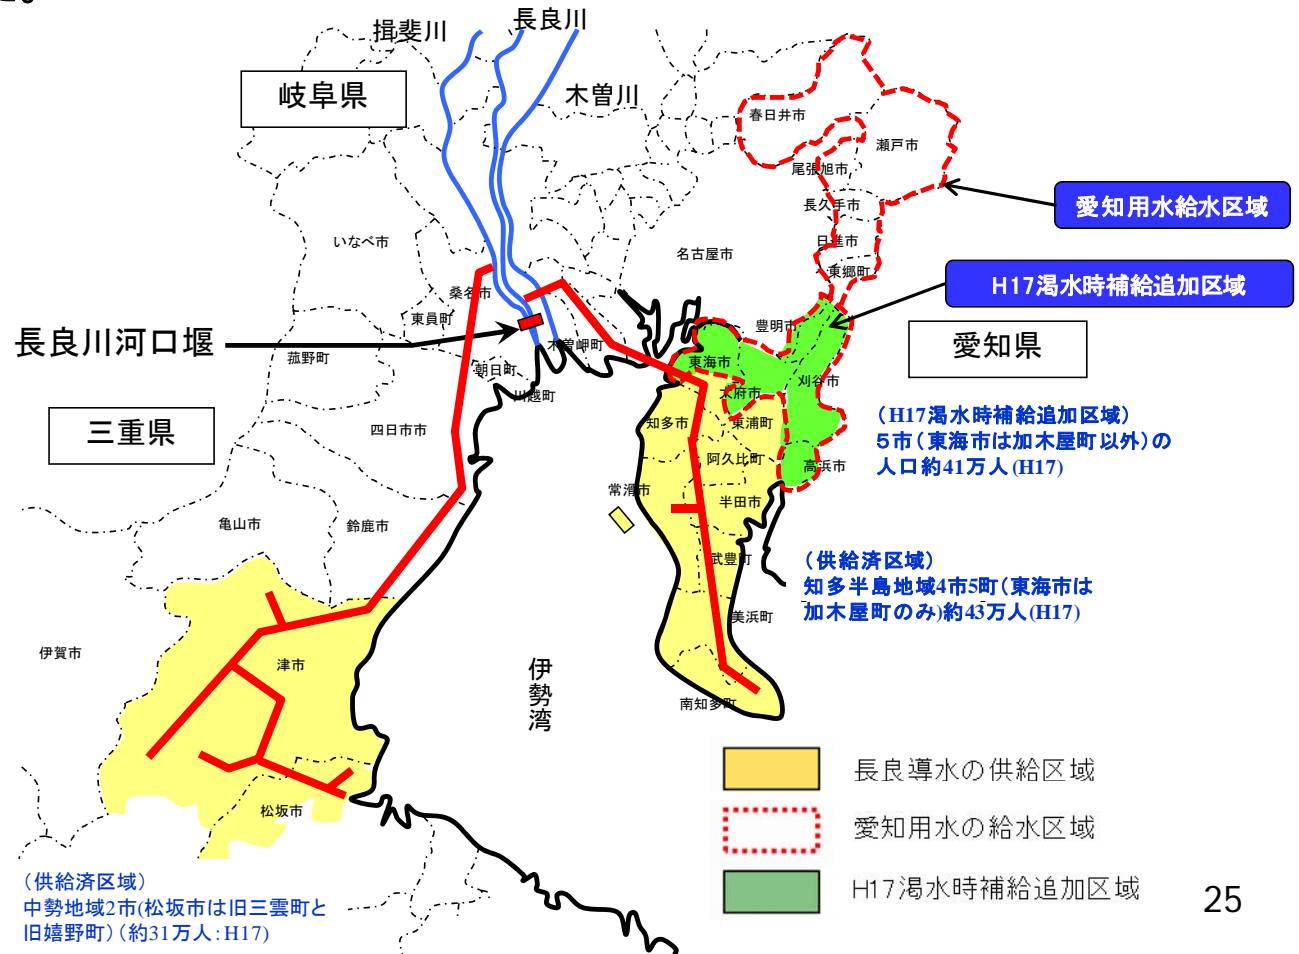 揖斐川
長良川
岐阜県
木曽川
春日井市
瀬戸市
尾張旭市
長久手市
愛知用水給水区域
いなべ市
名古屋市
日進市
東郷町
H17渇水時補給追加区域
桑名市
東員町
豊明市
長良川河口堰
木曽岬町
愛知県
菰野町
朝日町
東海市
川越町
大府市
刈谷市
三重県
四日市市
知多市
東浦町
(H17渇水時補給追加区域)
5市(東海市は加木屋町以外)の
人口約41万人(H17)
阿久比町
高浜市
常滑市
半田市
亀山市
鈴鹿市
武豊町
(供給済区域)
知多半島地域4市5町(東海市は
加木屋町のみ)約43万人(H17)
美浜町
伊賀市
津市
伊勢湾
南知多町
長良導水の供給区域
松坂市
愛知用水の給水区域
H17渇水時補給追加区域
(供給済区域)
中勢地域2市(松坂市は旧三雲町と
旧嬉野町)(約31万人:H17)
25